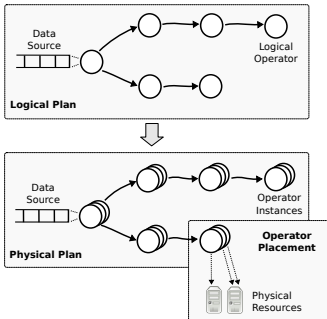 Data
Source
Logical
Operator
Logical Plan
Data
Source
Operator
Instances
Physical Plan
Operator
Placement
Physical
Resources